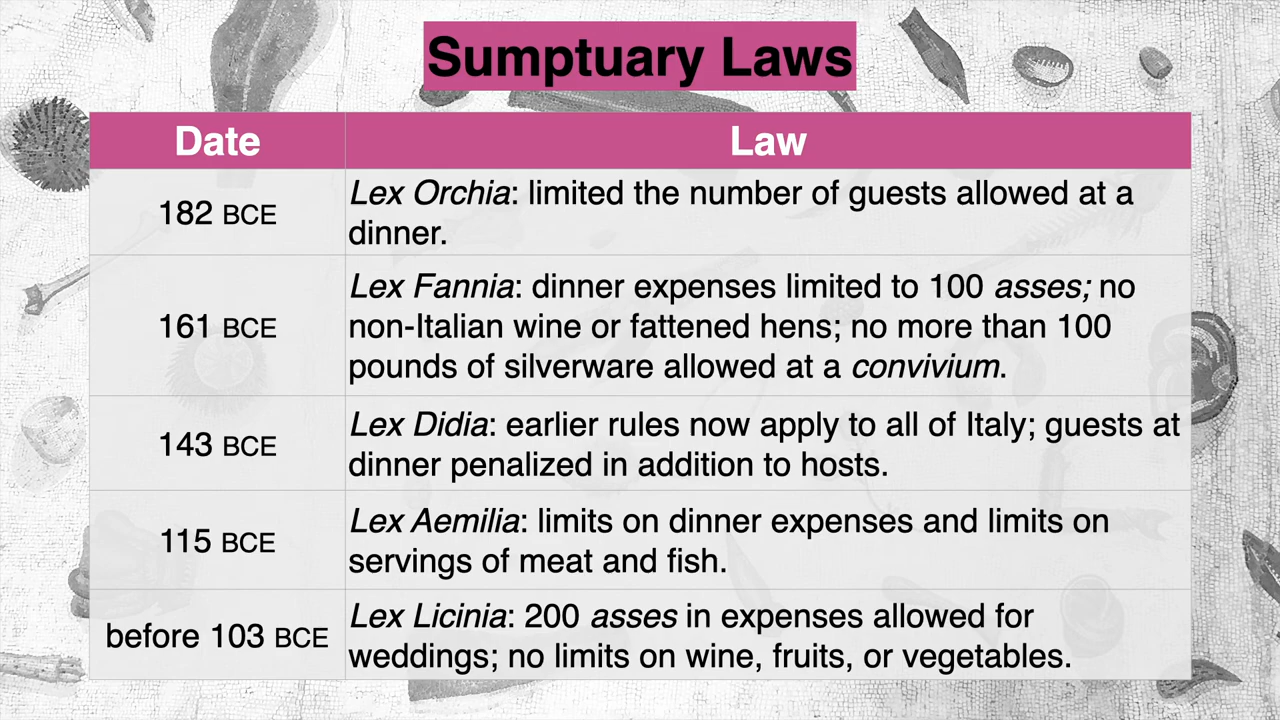 Sumptuary Laws
Date
Law
182 BCE
Lex Orchia: limited the number of guests allowed at a
dinner.
161 BCE
Lex Fannia: dinner expenses limited to 100 asses; no
non-Italian wine or fattened hens; no more than 100
pounds of silverware allowed at a convivium.
143 BCE
Lex Didia: earlier rules now apply to all of Italy; guests at
dinner penalized in addition to hosts.
115 BCE
Lex Aemilia: limits on dinner expenses and limits on
servings of meat and fish.
before 103 BCE
Lex Licinia: 200 asses in expenses allowed for
weddings; no limits on wine, fruits, or vegetables.